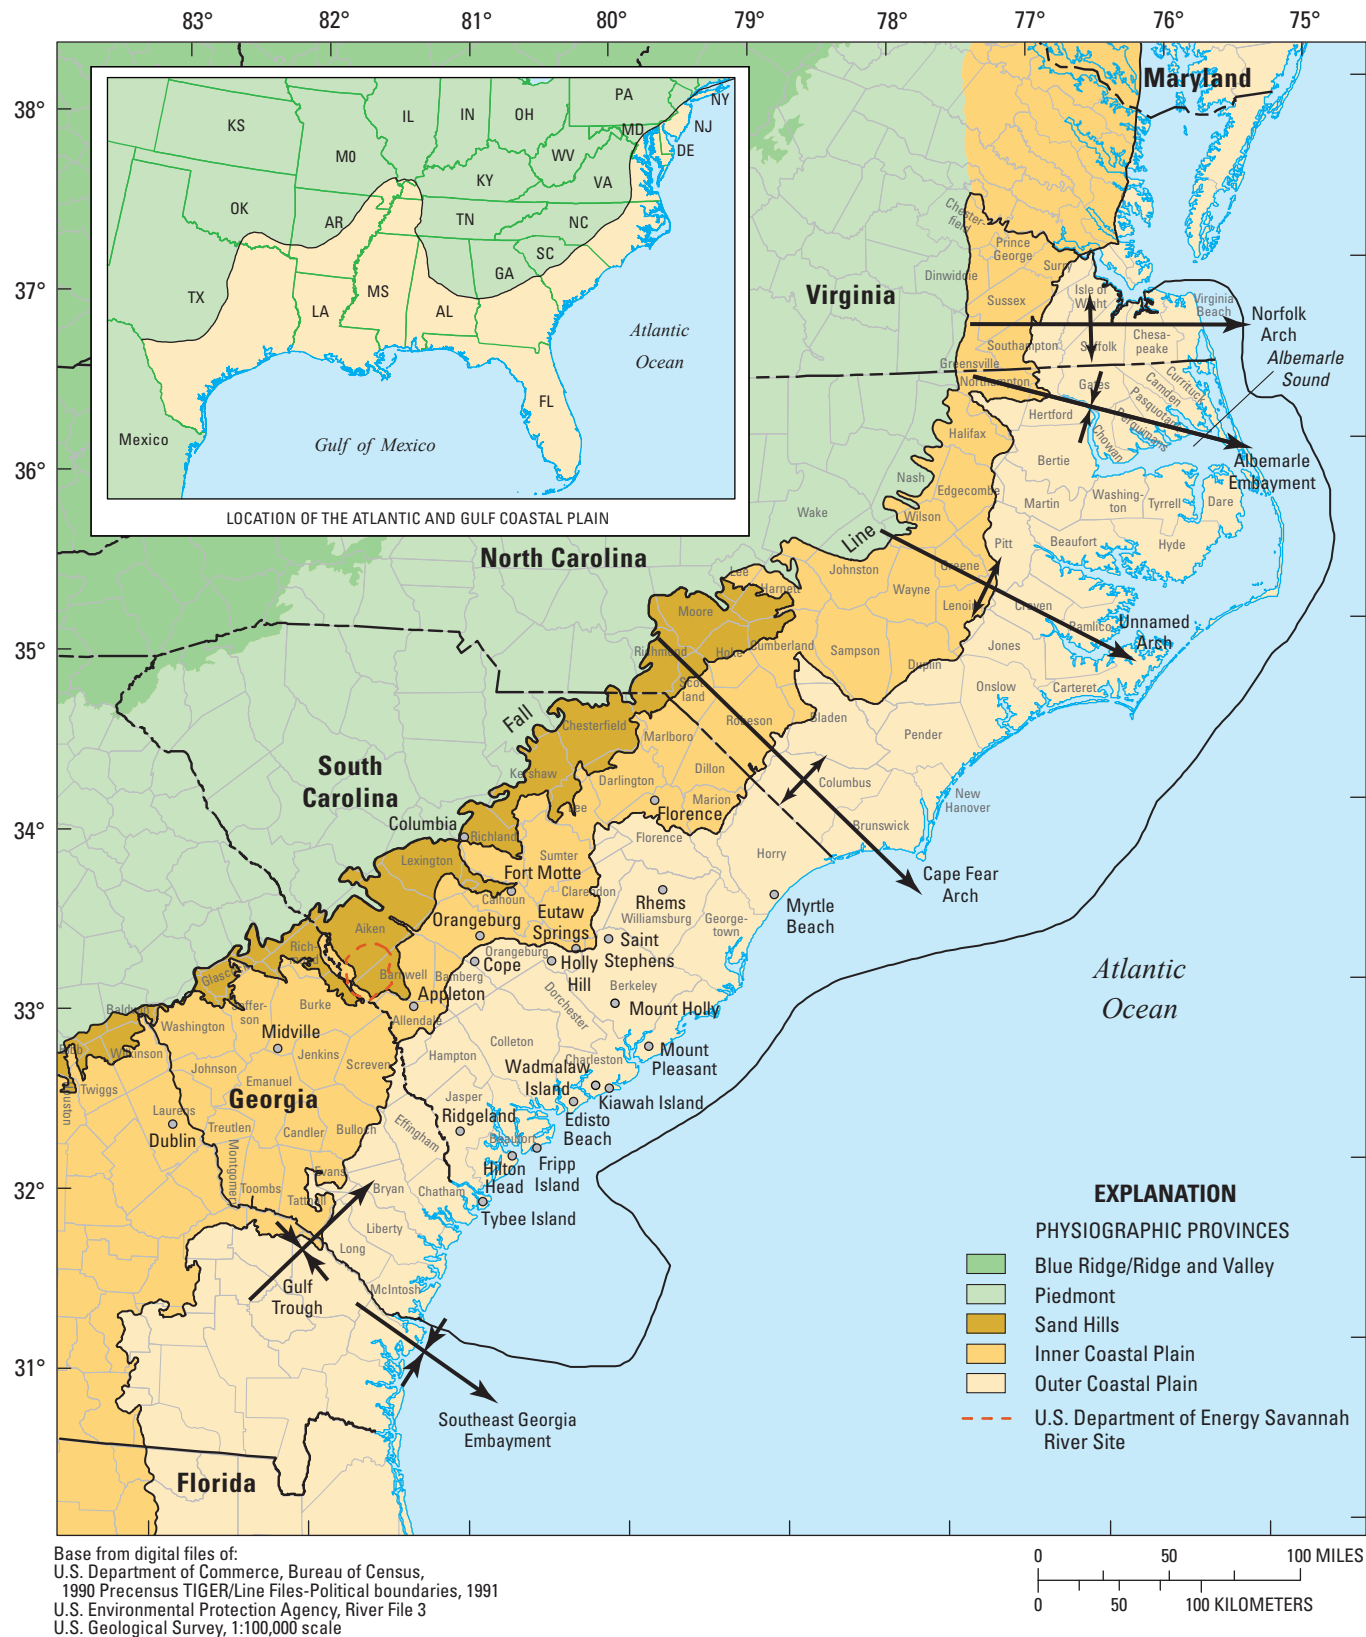 83°
82°
81°
80°
79°
78°
77°
76°
75°
38°
37°
36°
35°
34°
33°
32°
31°
KS
MO
IL
IN
OH
PA
NY
NJ
MD
DE
WV
VA
KY
OK
AR
TN
NC
SC
GA
TX
LA
MS
AL
FL
Mexico
Gulf of Mexico
Atlantic
Ocean
LOCATION OF THE ATLANTIC AND GULF COASTAL PLAIN
Maryland
Virginia
North Carolina
South
Carolina
Georgia
Florida
Chester-
field
Prince
George
Surry
Dinwiddie
Sussex
Isle of
Wight
Virginia
Beach
Southampton
Suffolk
Chesa-
peake
Greensville
Norfolk
Arch
Albemarle
Sound
Northampton
Gates
Currituck
Camden
Pasquotank
Perquimans
Chowan
Hertford
Halifax
Bertie
Albemarle
Embayment
Nash
Edgecombe
Martin
Washing-
ton
Tyrrell
Dare
Wake
Wilson
Pitt
Beaufort
Hyde
Fall
Line
Johnston
Greene
Wayne
Lenoir
Craven
Pamlico
Unnamed
Arch
Lee
Harnett
Moore
Richmond
Hoke
Cumberland
Sampson
Duplin
Jones
Onslow
Carteret
Scot-
land
Robeson
Bladen
Pender
Columbus
New
Hanover
Brunswick
Cape Fear
Arch
Chesterfield
Marlboro
Kershaw
Darlington
Dillon
Lee
Marion
Florence
Florence
Columbia
Richland
Horry
Lexington
Sumter
Fort Motte
Calhoun
Clarendon
Rhems
Williamsburg
George-
town
Myrtle
Beach
Orangeburg
Eutaw
Springs
Saint
Stephens
Aiken
Orangeburg
Cope
Holly
Hill
Berkeley
Mount Holly
Barnwell
Bamberg
Appleton
Allendale
Dorchester
Rich-
mond
Glascock
Baldwin
Washington
Jeffer-
son
Burke
Midville
Wilkinson
Bibb
Twiggs
Houston
Johnson
Jenkins
Screven
Emanuel
Hampton
Colleton
Charleston
Mount
Pleasant
Wadmalaw
Island
Kiawah Island
Edisto
Beach
Jasper
Ridgeland
Beaufort
Fripp
Island
Hilton
Head
Tybee Island
Laurens
Dublin
Treutlen
Candler
Bulloch
Effingham
Montgomery
Evans
Toombs
Tattnall
Bryan
Chatham
Liberty
Long
McIntosh
Gulf
Trough
Southeast Georgia
Embayment
Atlantic
Ocean
EXPLANATION
PHYSIOGRAPHIC PROVINCES
Blue Ridge/Ridge and Valley
Piedmont
Sand Hills
Inner Coastal Plain
Outer Coastal Plain
U.S. Department of Energy Savannah
River Site
Base from digital files of:
U.S. Department of Commerce, Bureau of Census,
1990 Precensus TIGER/Line Files-Political boundaries, 1991
U.S. Environmental Protection Agency, River File 3
U.S. Geological Survey, 1:100,000 scale
0 50 100 MILES
0 50 100 KILOMETERS